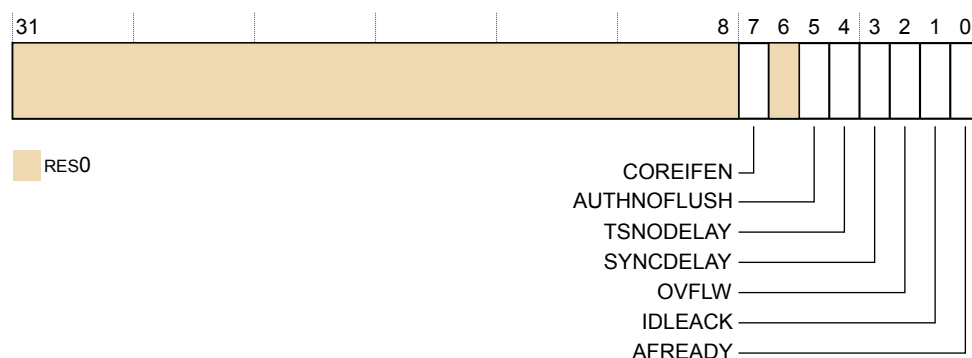 31 8 7 6 5 4 3 2 1 0
RES0
COREIFEN
AUTHNOFLUSH
TSNODELAY
SYNCDELAY
OVFLW
IDLEACK
AFREADY